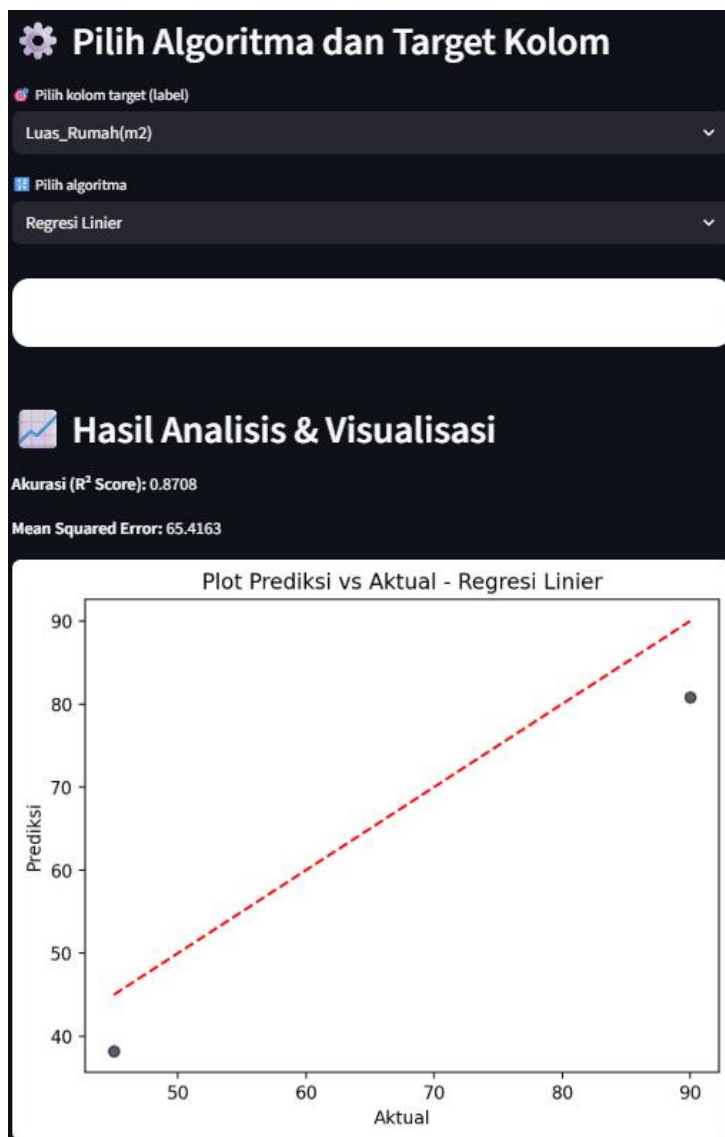 Pilih Algoritma dan Target Kolom
Pilih kolom target (label)
Luas_Rumah(m2)
Pilih algoritma
Regresi Linier
Hasil Analisis & Visualisasi
Akurasi (R² Score): 0.8708
Mean Squared Error: 65.4163
Plot Prediksi vs Aktual - Regresi Linier
90
80
70
60
50
40
Prediksi
50 60 70 80 90
Aktual